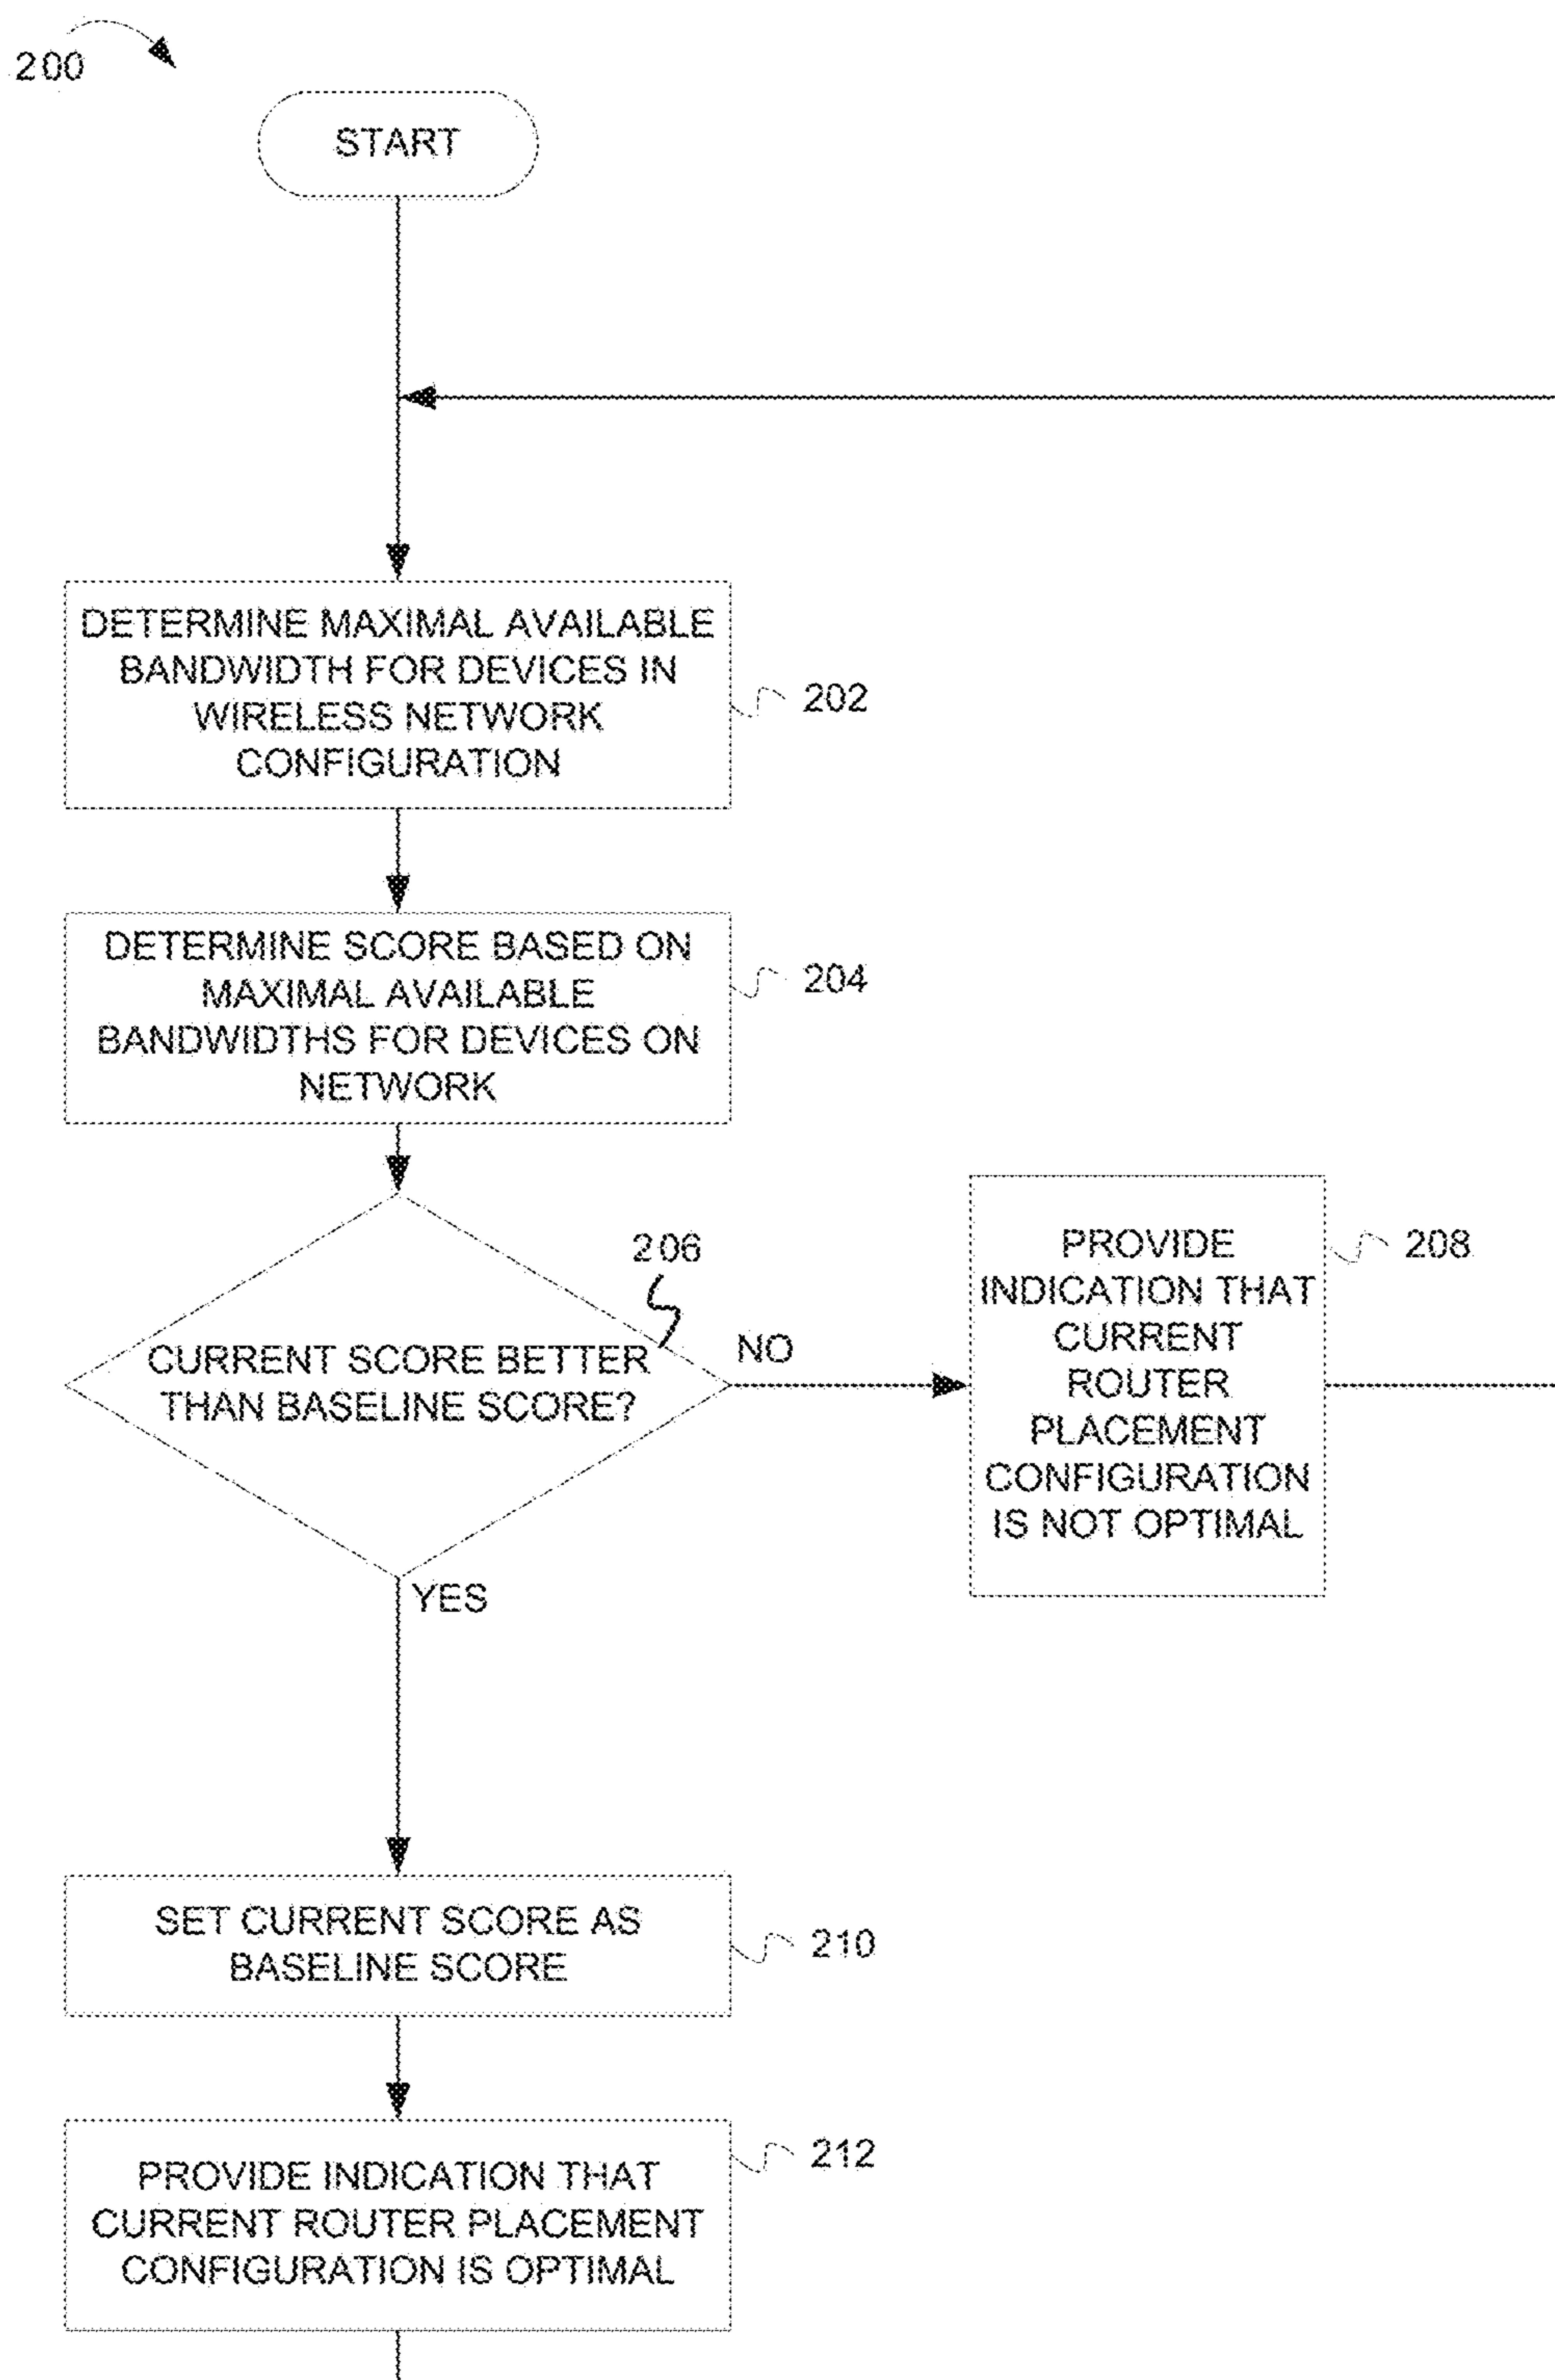 200
START
DETERMINE MAXIMAL AVAILABLE
BANDWIDTH FOR DEVICES IN
WIRELESS NETWORK
CONFIGURATION
202
DETERMINE SCORE BASED ON
MAXIMAL AVAILABLE
BANDWIDTHS FOR DEVICES ON
NETWORK
204
206
CURRENT SCORE BETTER
THAN BASELINE SCORE?
NO
PROVIDE
INDICATION THAT
CURRENT
ROUTER
PLACEMENT
CONFIGURATION
IS NOT OPTIMAL
208
YES
SET CURRENT SCORE AS
BASELINE SCORE
210
PROVIDE INDICATION THAT
CURRENT ROUTER PLACEMENT
CONFIGURATION IS OPTIMAL
212